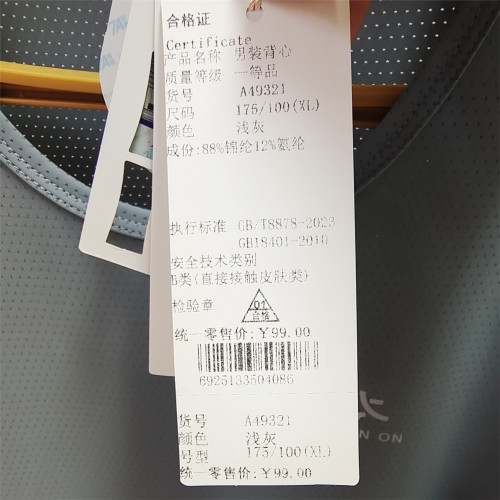 合格证
Certificate
产品名称 男装背心
质量等级 一等品
货号 A49321
尺码 175/100(XL)
颜色 浅灰
成份:88%锦纶12%氨纶
执行标准 GB/T8878-2023
GB18401-2010
安全技术类别
B类(直接接触皮肤类)
检验章 01
合格
统一零售价:￥99.00
6925133504086
货号 A49321
颜色 浅灰
号型 175/100(XL)
统一零售价:￥99.00
N ON